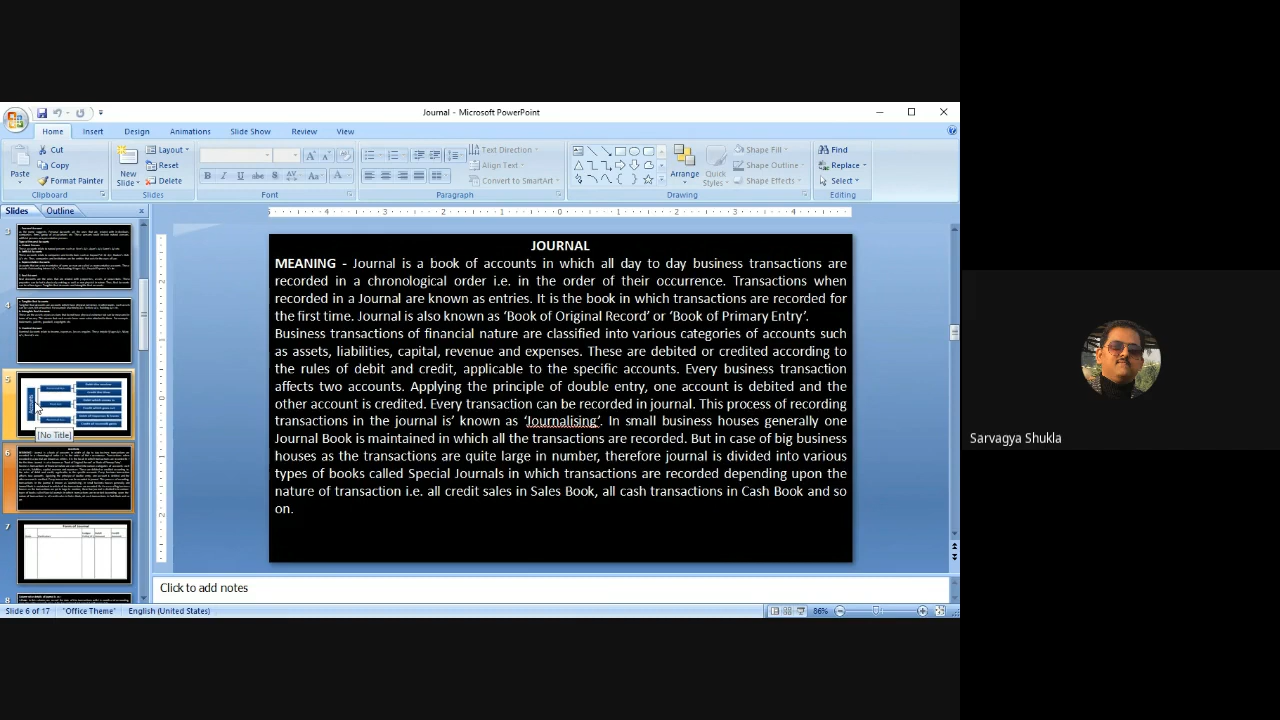 Journal - Microsoft PowerPoint
Home Insert Design Animations Slide Show Review View
Cut
Copy
Format Painter
Paste
Clipboard
New
Slide
Layout
Reset
Delete
Slides
Font
Text Direction
Align Text
Convert to SmartArt
Paragraph
Arrange
Quick
Styles
Shape Fill
Shape Outline
Shape Effects
Drawing
Find
Replace
Select
Editing
Slides Outline
3
4
5
Accounts
[No Title]
6
7
Form of Journal
8
JOURNAL
MEANING - Journal is a book of accounts in which all day to day business transactions are
recorded in a chronological order i.e. in the order of their occurrence. Transactions when
recorded in a Journal are known as entries. It is the book in which transactions are recorded for
the first time. Journal is also known as ‘Book of Original Record’ or ‘Book of Primary Entry’.
Business transactions of financial nature are classified into various categories of accounts such
as assets, liabilities, capital, revenue and expenses. These are debited or credited according to
the rules of debit and credit, applicable to the specific accounts. Every business transaction
affects two accounts. Applying the principle of double entry, one account is debited and the
other account is credited. Every transaction can be recorded in journal. This process of recording
transactions in the journal is’ known as ‘Journalising’. In small business houses generally one
Journal Book is maintained in which all the transactions are recorded. But in case of big business
houses as the transactions are quite large in number, therefore journal is divided into various
types of books called Special Journals in which transactions are recorded depending upon the
nature of transaction i.e. all credit sales in Sales Book, all cash transactions in Cash Book and so
on.
Click to add notes
Slide 6 of 17 "Office Theme" English (United States) 86%
Sarvagya Shukla